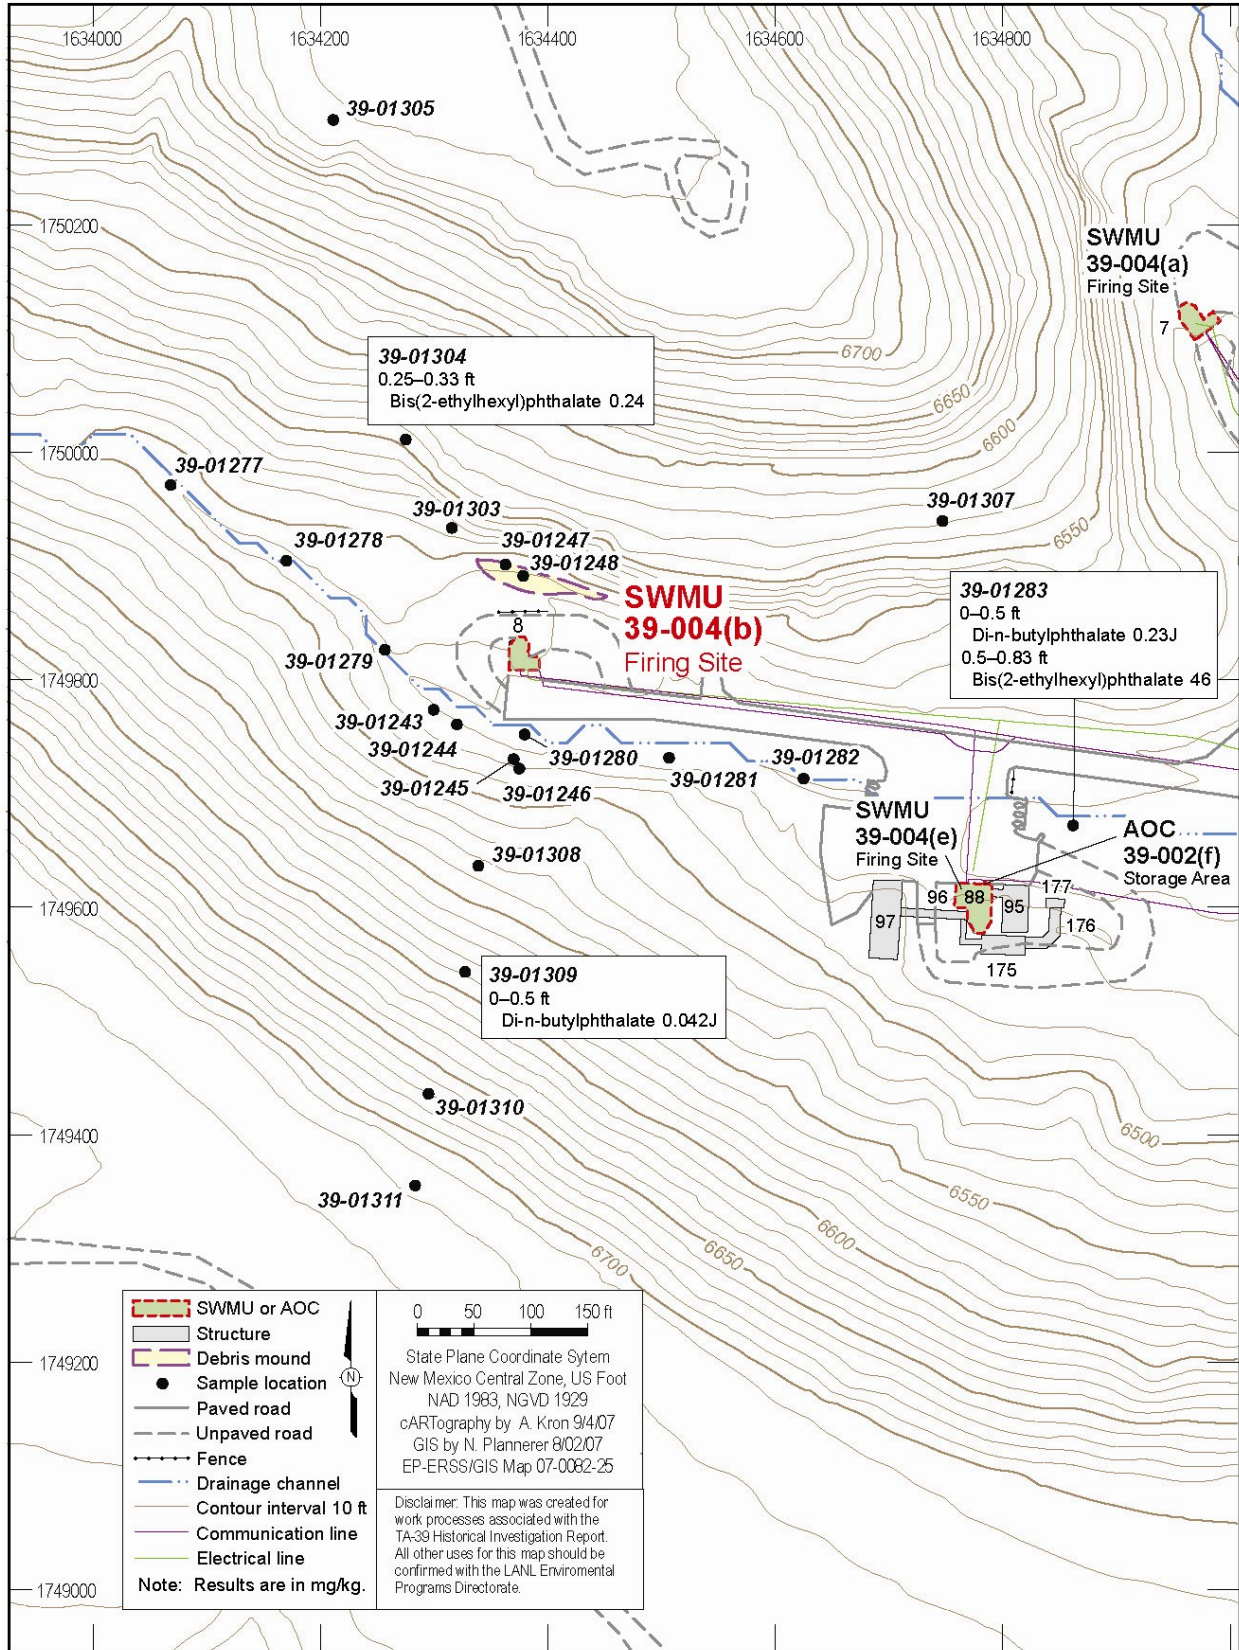 1634000
1634200
1634400
1634600
1634800
39-01305
1750200
SWMU
39-004(a)
Firing Site
7
39-01304
0.25–0.33 ft
Bis(2-ethylhexyl)phthalate 0.24
6700
6650
6600
6550
1750000
39-01277
39-01303
39-01307
39-01278
39-01247
39-01248
SWMU
39-004(b)
Firing Site
8
39-01283
0–0.5 ft
Di-n-butylphthalate 0.23J
0.5–0.83 ft
Bis(2-ethylhexyl)phthalate 46
39-01279
1749800
39-01243
39-01244
39-01245
39-01280
39-01246
39-01281
39-01282
SWMU
39-004(e)
Firing Site
AOC
39-002(f)
Storage Area
39-01308
1749600
97
96
88
95
177
176
175
39-01309
0–0.5 ft
Di-n-butylphthalate 0.042J
39-01310
1749400
6500
39-01311
6550
6600
6650
6700
SWMU or AOC
Structure
Debris mound
Sample location
Paved road
Unpaved road
Fence
Drainage channel
Contour interval 10 ft
Communication line
Electrical line
Note: Results are in mg/kg.
N
0 50 100 150 ft
State Plane Coordinate Sytem
New Mexico Central Zone, US Foot
NAD 1983, NGVD 1929
cARTography by A. Kron 9/4/07
GIS by N. Plannerer 8/02/07
EP-ERSS/GIS Map 07-0082-25
Disclaimer: This map was created for
work processes associated with the
TA-39 Historical Investigation Report.
All other uses for this map should be
confirmed with the LANL Enviromental
Programs Directorate.
1749200
1749000